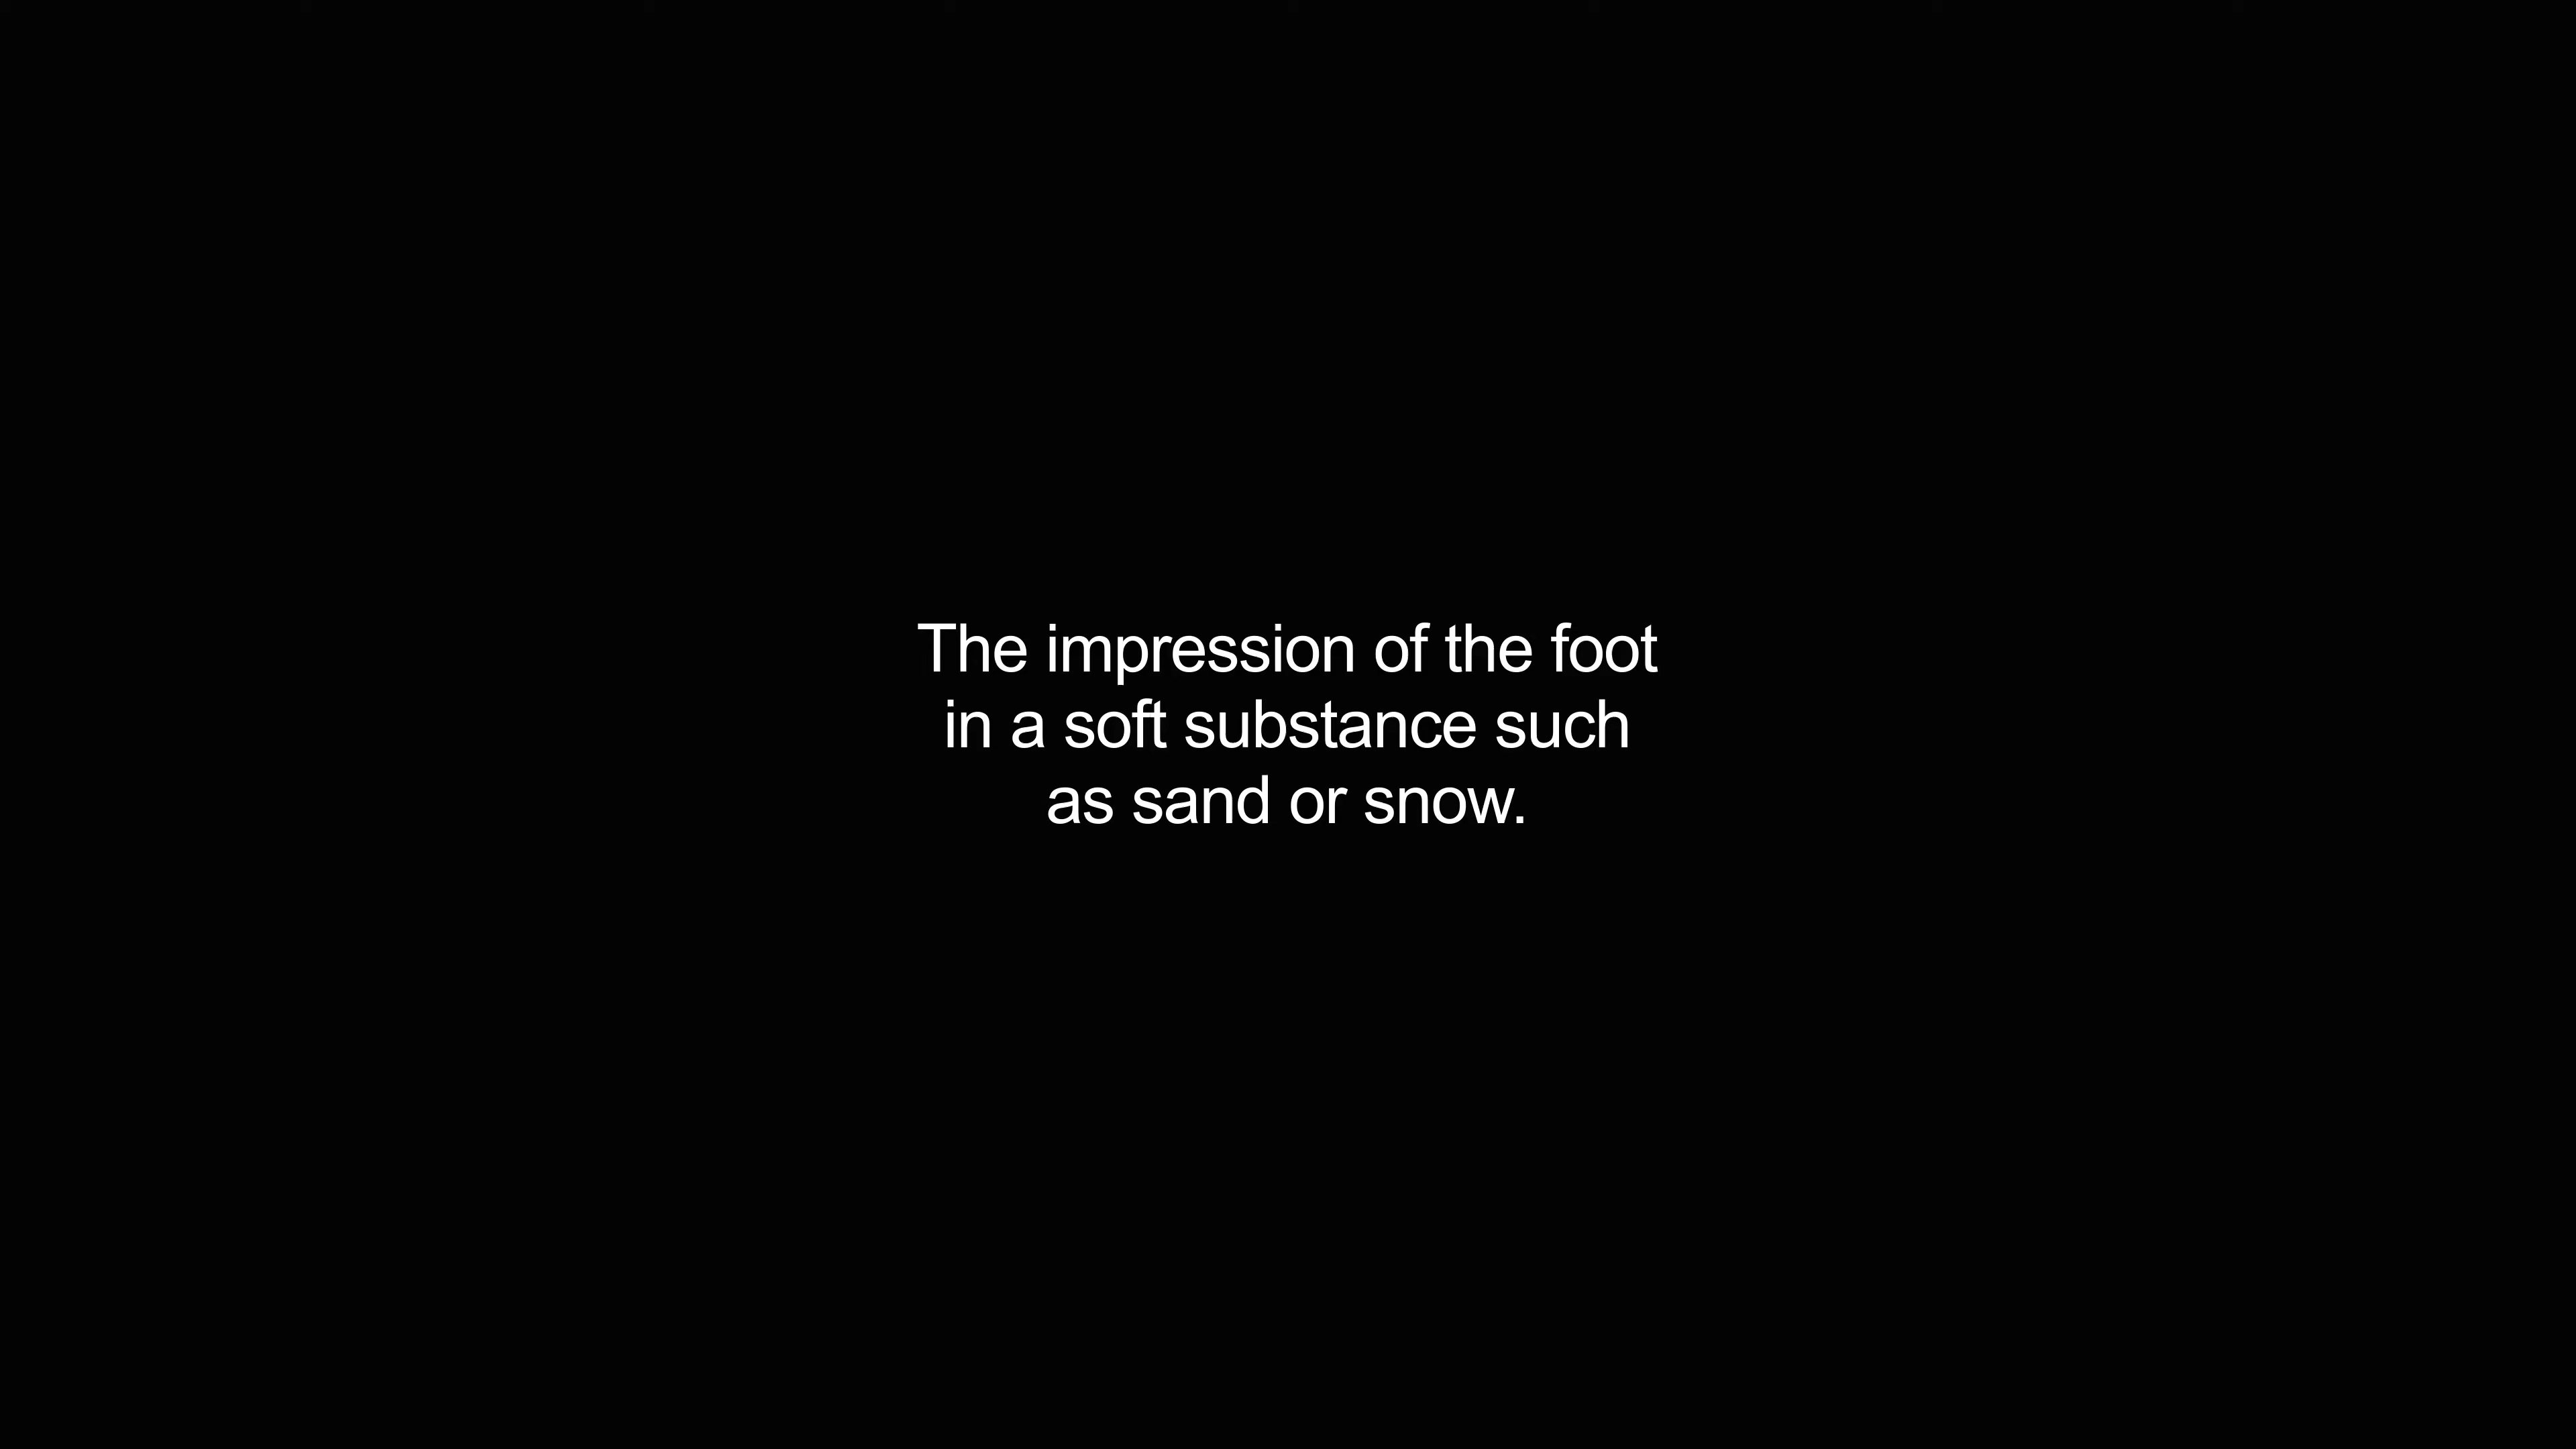 The impression of the foot
in a soft substance such
as sand or snow.